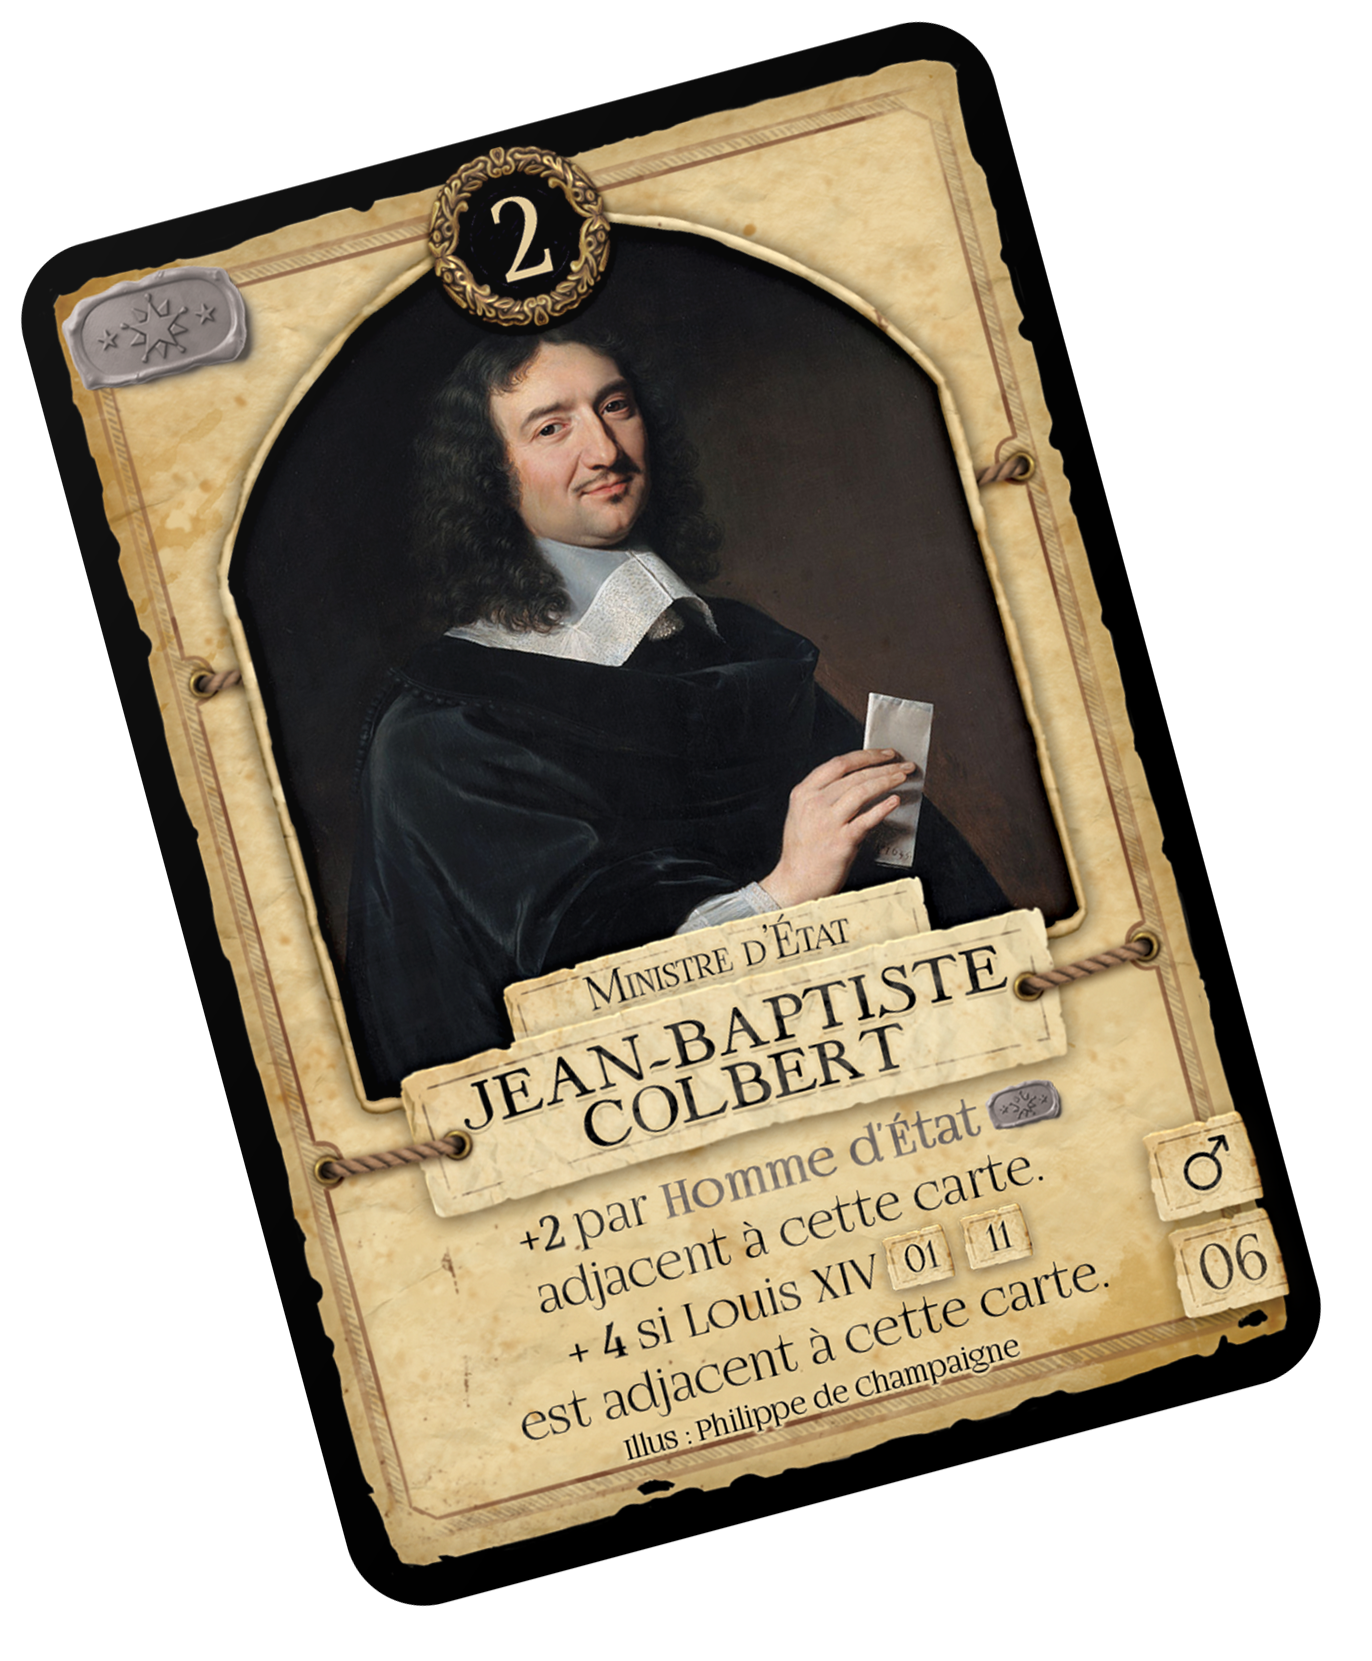 2
MINISTRE D'ÉTAT
JEAN-BAPTISTE
COLBERT
+2 par Homme d'État
adjacent à cette carte.
+ 4 si Louis XIV 01 11
est adjacent à cette carte.
Illus : Philippe de Champaigne
♂
06